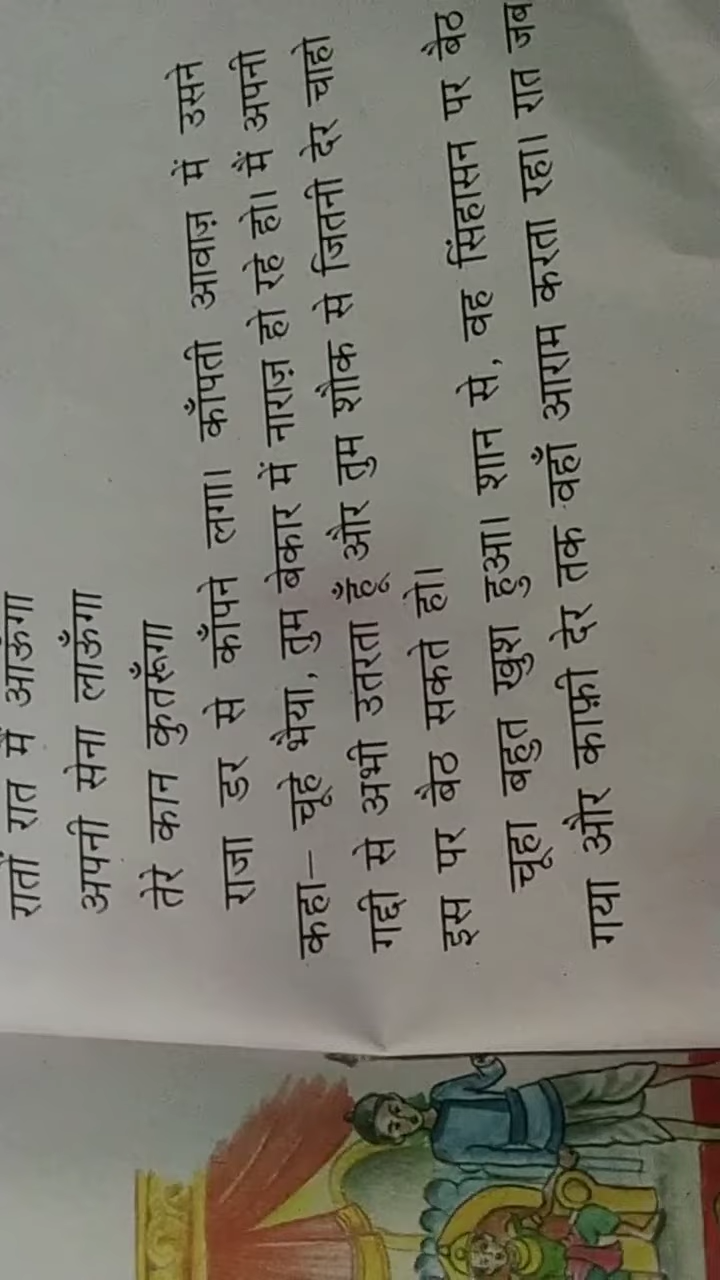 रातों रात में आऊँगा
अपनी सेना लाऊँगा
तेरे कान कुतरूँगा
राजा डर से काँपने लगा। काँपती आवाज़ में उसने
कहा– चूहे भैया, तुम बेकार में नाराज़ हो रहे हो। मैं अपनी
गद्दी से अभी उतरता हूँ और तुम शौक से जितनी देर चाहो
इस पर बैठ सकते हो।
चूहा बहुत खुश हुआ। शान से, वह सिंहासन पर बैठ
गया और काफ़ी देर तक वहाँ आराम करता रहा। रात जब